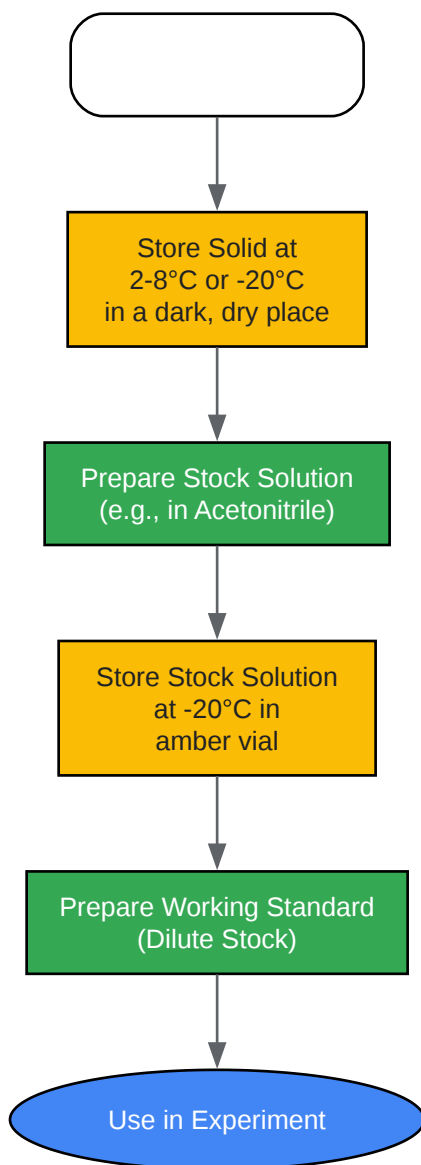 Store Solid at
2-8°C or -20°C
in a dark, dry place
Prepare Stock Solution
(e.g., in Acetonitrile)
Store Stock Solution
at -20°C in
amber vial
Prepare Working Standard
(Dilute Stock)
Use in Experiment